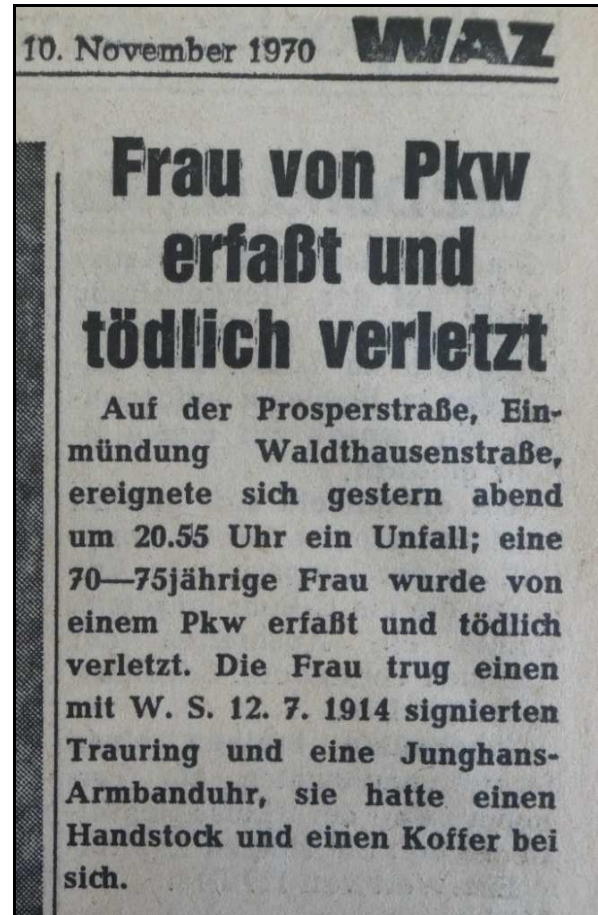 10. November 1970 WAZ
Frau von Pkw
erfaßt und
tödlich verletzt
Auf der Prosperstraße, Ein-
mündung Waldthausenstraße,
ereignete sich gestern abend
um 20.55 Uhr ein Unfall; eine
70—75jährige Frau wurde von
einem Pkw erfaßt und tödlich
verletzt. Die Frau trug einen
mit W. S. 12. 7. 1914 signierten
Trauring und eine Junghans-
Armbanduhr, sie hatte einen
Handstock und einen Koffer bei
sich.